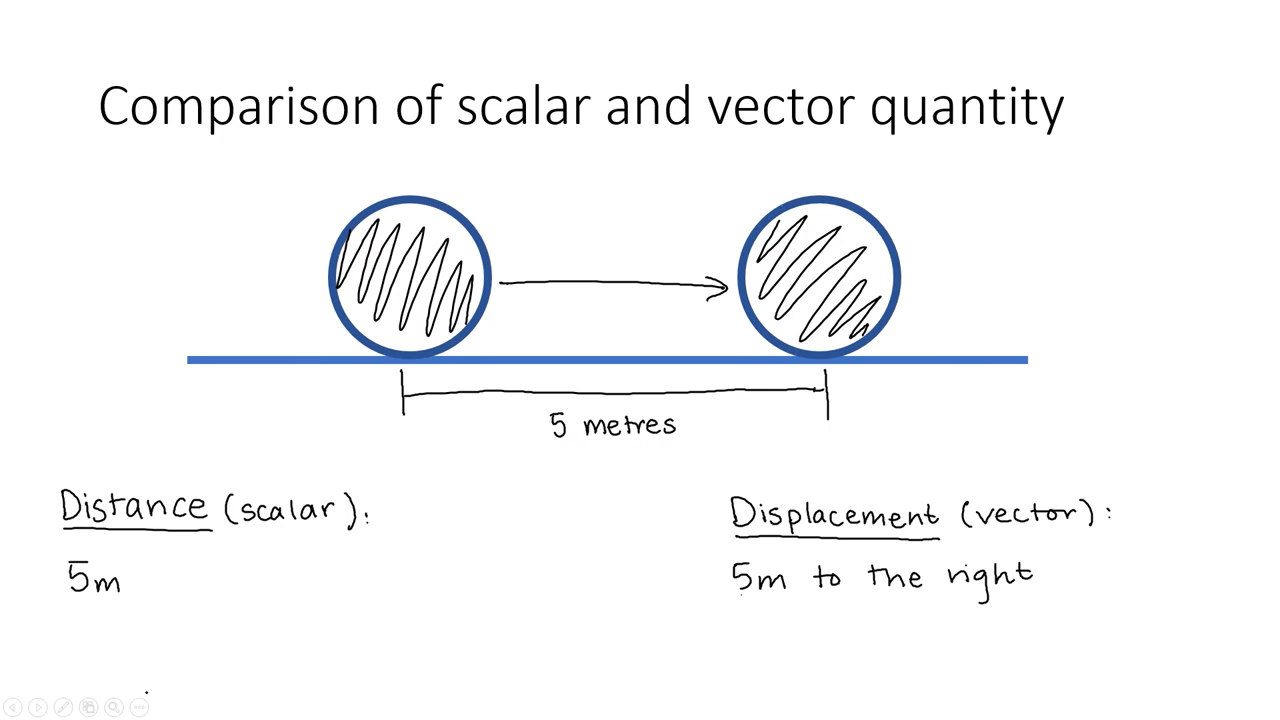 Comparison of scalar and vector quantity
5 metres
Distance (scalar):
5m
Displacement (vector):
5m to the right